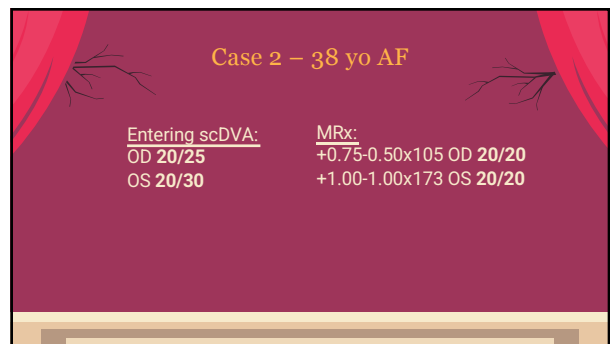 Case 2 – 38 yo AF
Entering scDVA:
OD 20/25
OS 20/30
MRx:
+0.75-0.50x105 OD 20/20
+1.00-1.00x173 OS 20/20